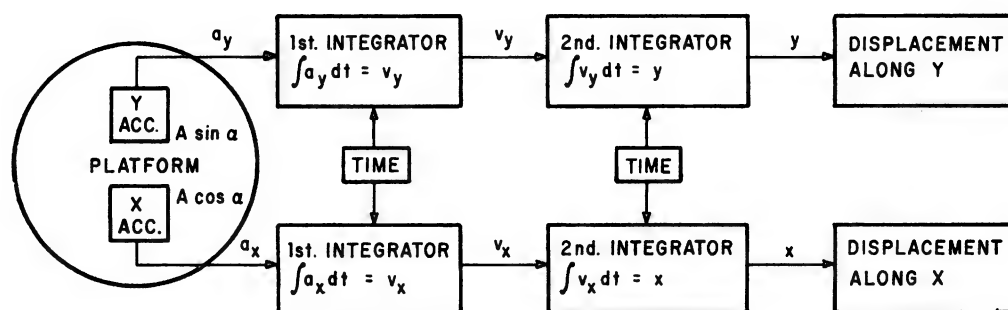 a_y
1st. INTEGRATOR
∫a_y dt = v_y
v_y
2nd. INTEGRATOR
∫v_y dt = y
y
DISPLACEMENT
ALONG Y
Y
ACC.
A sin α
PLATFORM
TIME
TIME
X
ACC.
A cos α
a_x
1st. INTEGRATOR
∫a_x dt = v_x
v_x
2nd. INTEGRATOR
∫v_x dt = x
x
DISPLACEMENT
ALONG X